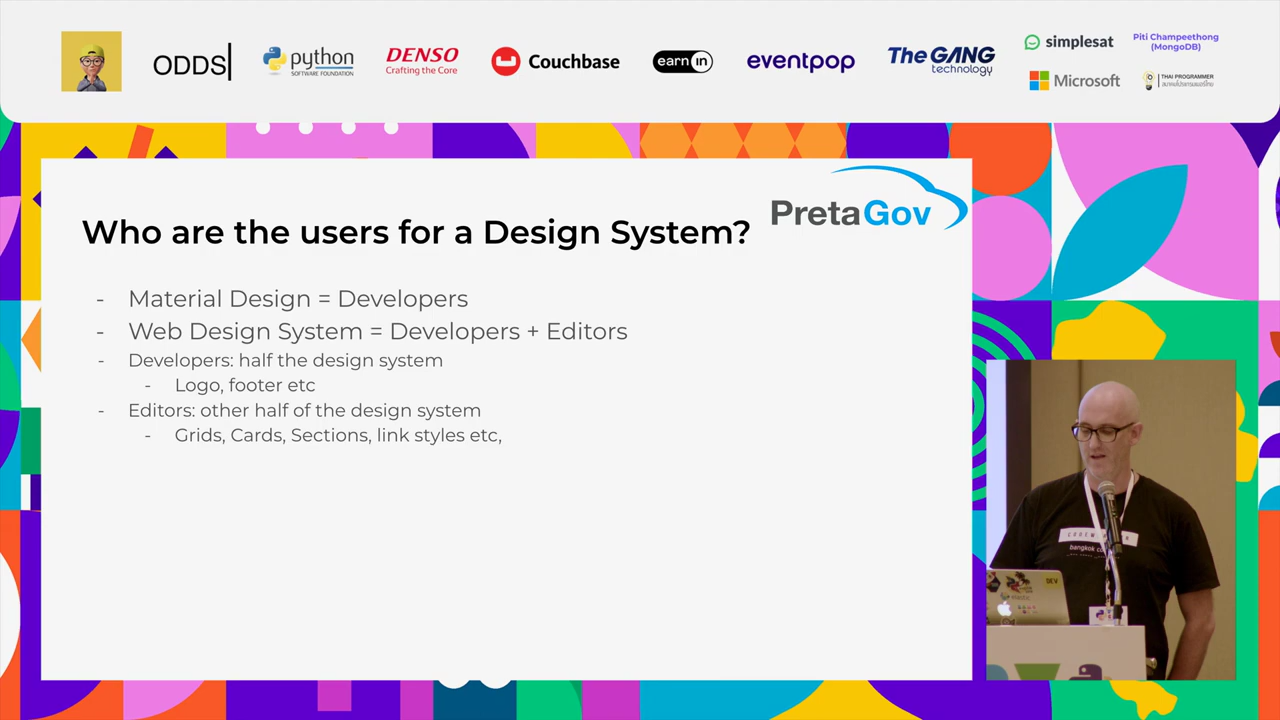 ODDS|
python
SOFTWARE FOUNDATION
DENSO
Crafting the Core
Couchbase
earn in
eventpop
The GANG
technology
simplesat
Piti Champeethong
(MongoDB)
Microsoft
THAI PROGRAMMER
PretaGov
Who are the users for a Design System?
- Material Design = Developers
- Web Design System = Developers + Editors
- Developers: half the design system
- Logo, footer etc
- Editors: other half of the design system
- Grids, Cards, Sections, link styles etc,
bangkok
DEV